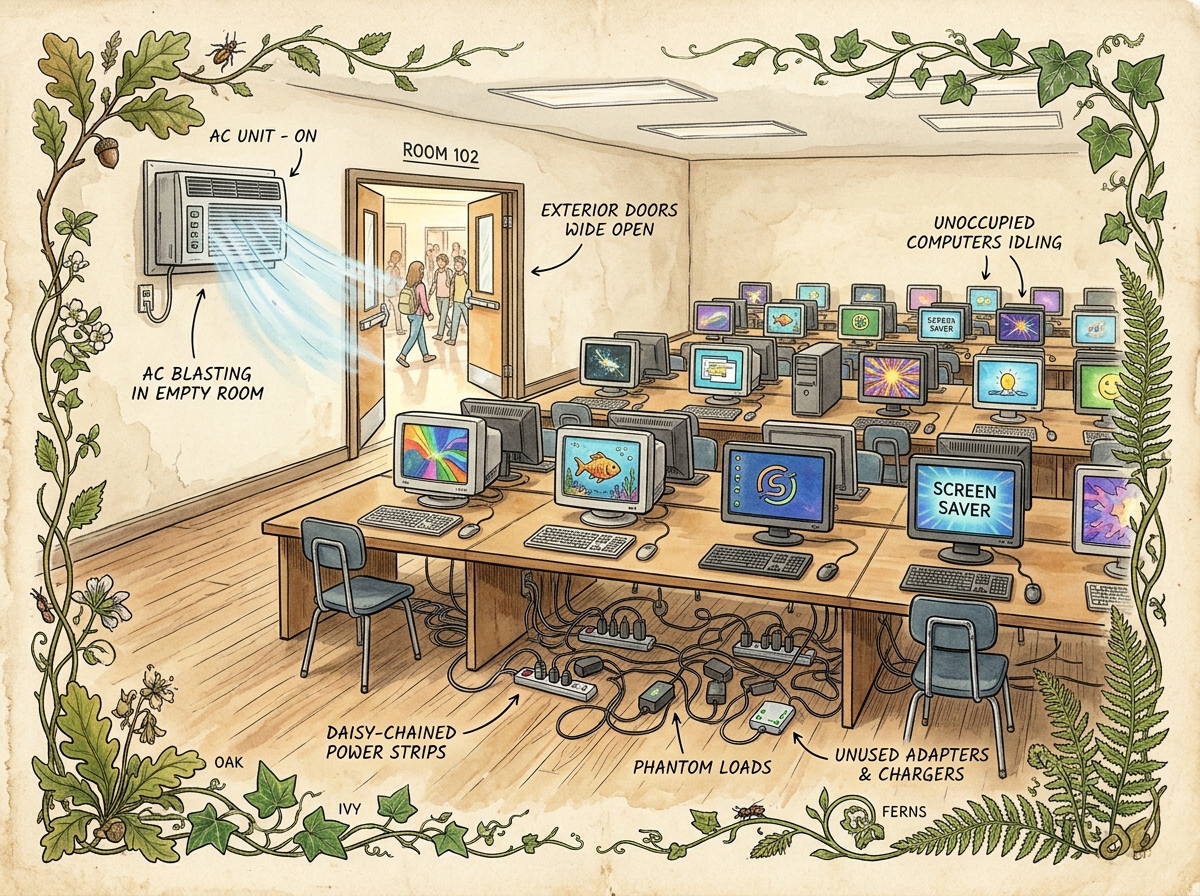 AC UNIT - ON
ROOM 102
EXTERIOR DOORS
WIDE OPEN
UNOCCUPIED
COMPUTERS IDLING
AC BLASTING
IN EMPTY ROOM
SAVER
SCREEN
SAVER
DAISY-CHAINED
POWER STRIPS
PHANTOM LOADS
UNUSED ADAPTERS
& CHARGERS
OAK
IVY
FERNS